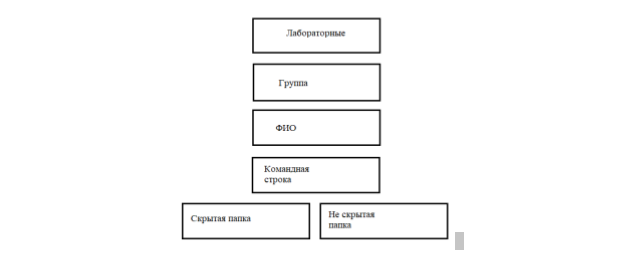 Лабораторные
Группа
ФИО
Командная
строка
Скрытая папка
Не скрытая
папка